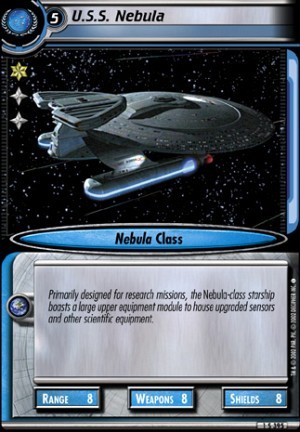 5 U.S.S. Nebula
Nebula Class
Primarily designed for research missions, the Nebula-class starship
boasts a large upper equipment module to house upgraded sensors
and other scientific equipment.
RANGE 8 WEAPONS 8 SHIELDS 8